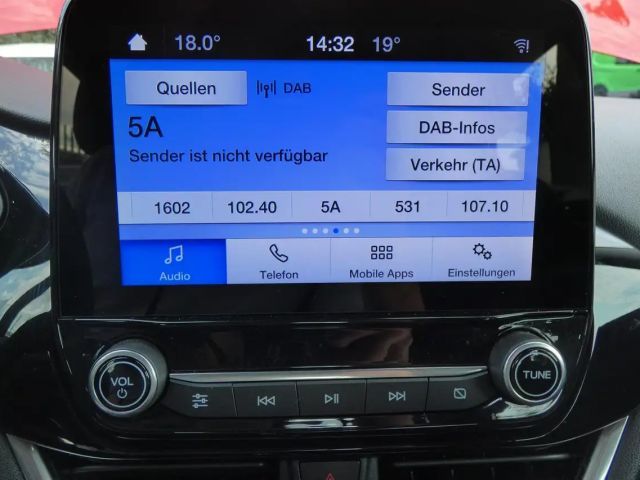 18.0° 14:32 19°
Quellen DAB Sender
5A DAB-Infos
Sender ist nicht verfügbar Verkehr (TA)
1602 102.40 5A 531 107.10
Audio Telefon Mobile Apps Einstellungen
VOL TUNE